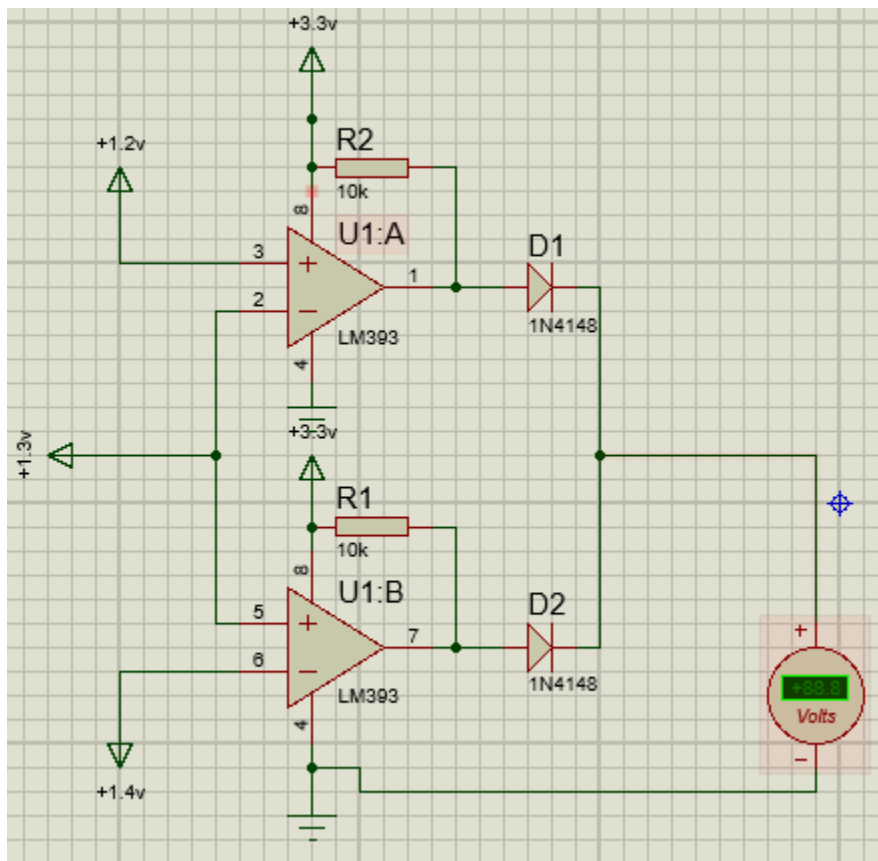 +3.3v
R2
+1.2v
10k
8
U1:A
3
+
D1
1
2
−
1N4148
LM393
4
+3.3v
+1.3v
R1
10k
8
U1:B
D2
5
+
7
6
−
1N4148
LM393
+
+88.8
Volts
4
−
+1.4v